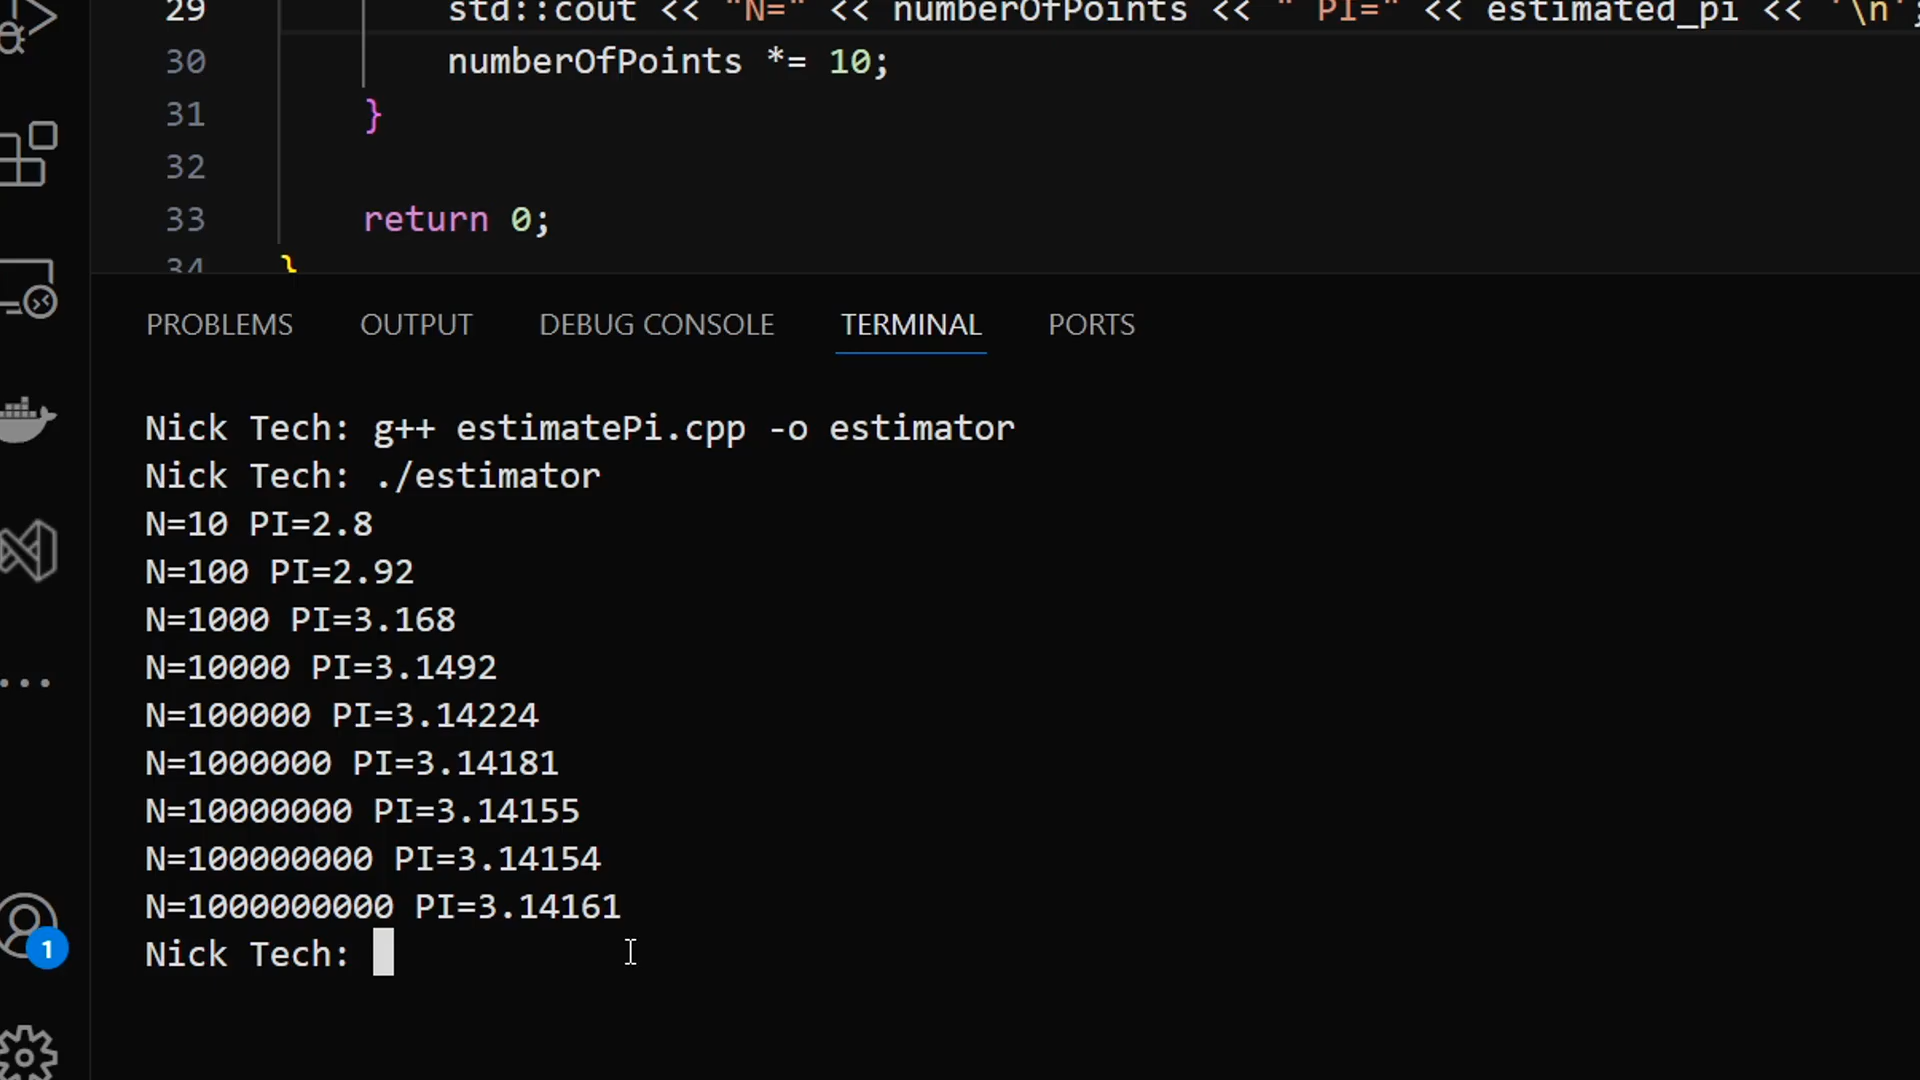 29 std::cout << "N=" << numberOfPoints << " PI=" << estimated_pi << '\n';
30 numberOfPoints *= 10;
31 }
32
33 return 0;
34 }
PROBLEMS OUTPUT DEBUG CONSOLE TERMINAL PORTS
Nick Tech: g++ estimatePi.cpp -o estimator
Nick Tech: ./estimator
N=10 PI=2.8
N=100 PI=2.92
N=1000 PI=3.168
N=10000 PI=3.1492
N=100000 PI=3.14224
N=1000000 PI=3.14181
N=10000000 PI=3.14155
N=100000000 PI=3.14154
N=1000000000 PI=3.14161
1
Nick Tech: